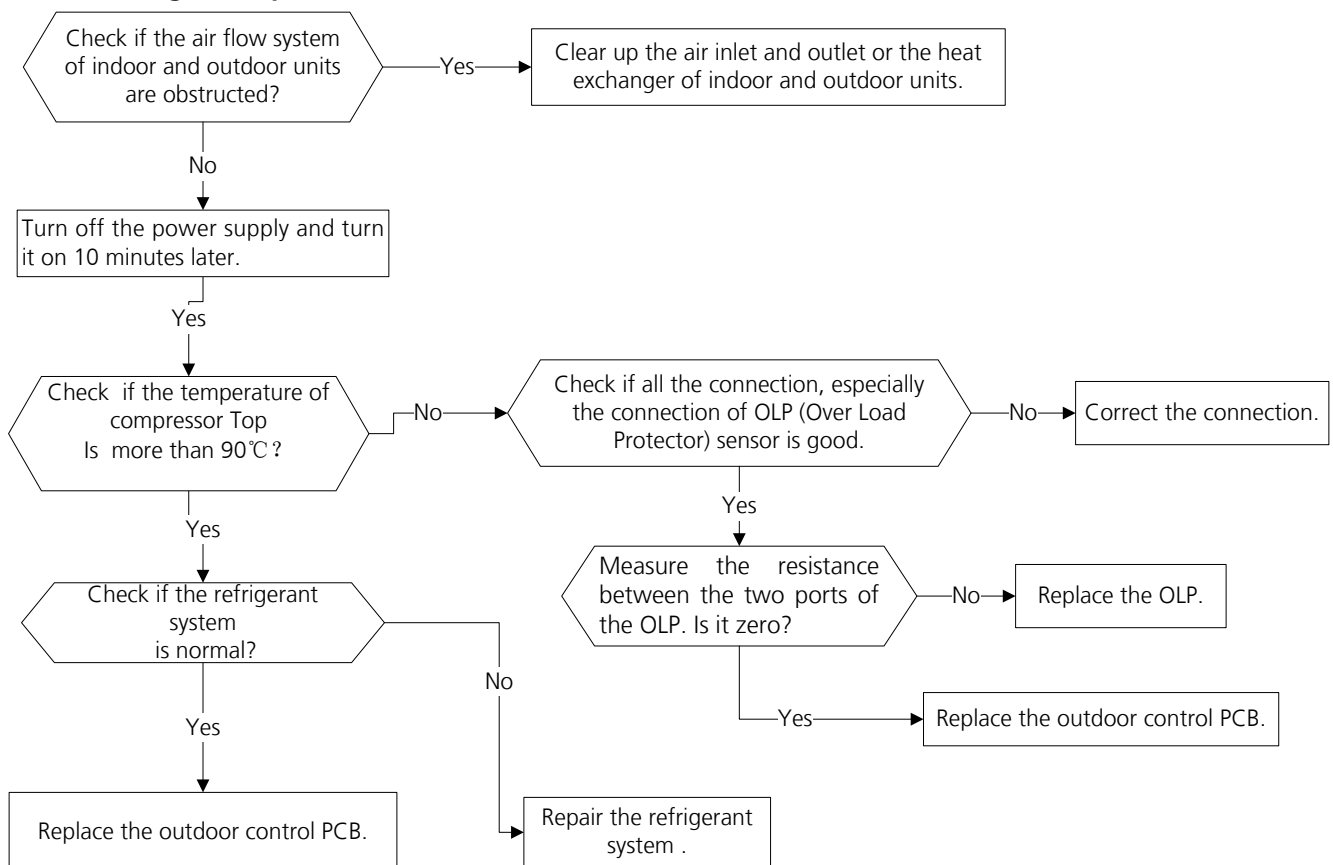 Check if the air flow system
of indoor and outdoor units
are obstructed?
Yes
Clear up the air inlet and outlet or the heat
exchanger of indoor and outdoor units.
No
Turn off the power supply and turn
it on 10 minutes later.
Yes
Check if the temperature of
compressor Top
Is more than 90℃?
No
Check if all the connection, especially
the connection of OLP (Over Load
Protector) sensor is good.
No
Correct the connection.
Yes
Yes
Measure the resistance
between the two ports of
the OLP. Is it zero?
No
Replace the OLP.
Check if the refrigerant
system
is normal?
No
Yes
Yes
Replace the outdoor control PCB.
Replace the outdoor control PCB.
Repair the refrigerant
system .